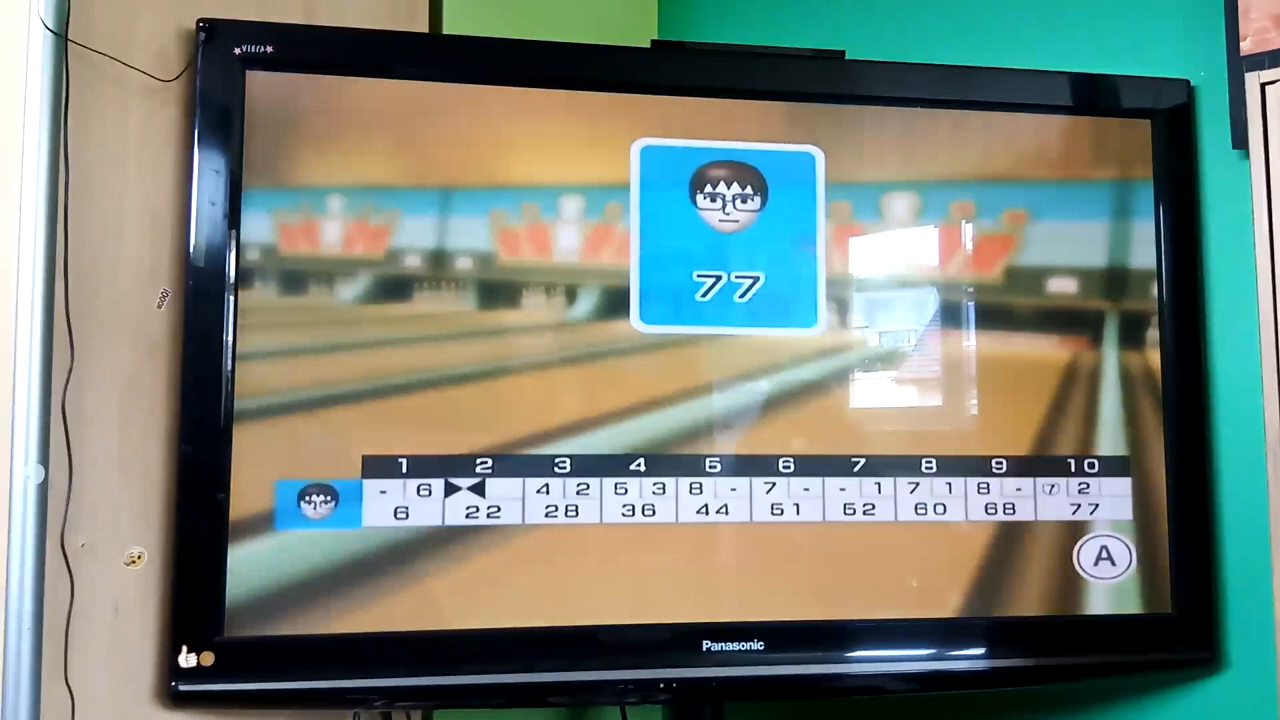 VIERA
77
1 2 3 4 5 6 7 8 9 10
- 6 4 2 5 3 8 - 7 - - 1 7 1 8 - 7 2
6 22 28 36 44 51 52 60 68 77
A
Panasonic